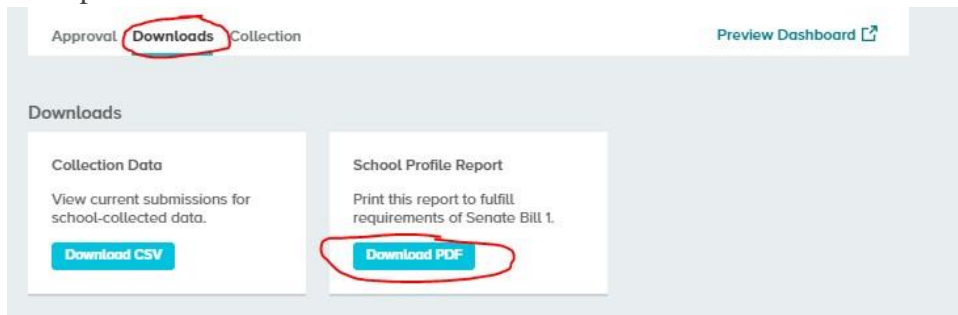 Approval Downloads Collection Preview Dashboard
Downloads
Collection Data
View current submissions for
school-collected data.
Download CSV
School Profile Report
Print this report to fulfill
requirements of Senate Bill 1.
Download PDF